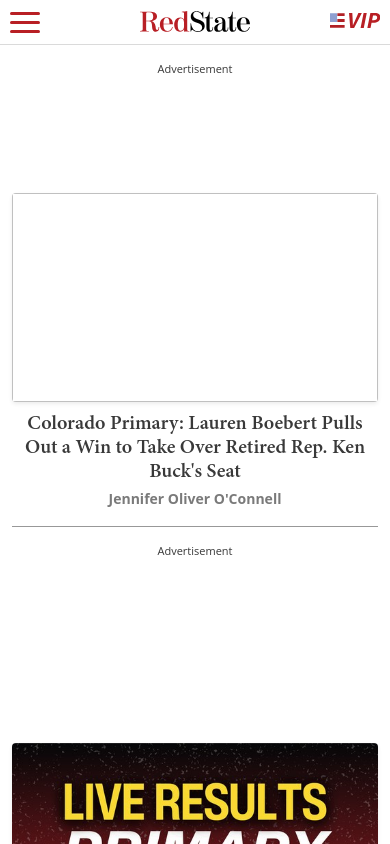 RedState
VIP
Advertisement
Colorado Primary: Lauren Boebert Pulls
Out a Win to Take Over Retired Rep. Ken
Buck's Seat
Jennifer Oliver O'Connell
Advertisement
LIVE RESULTS
PRIMARY